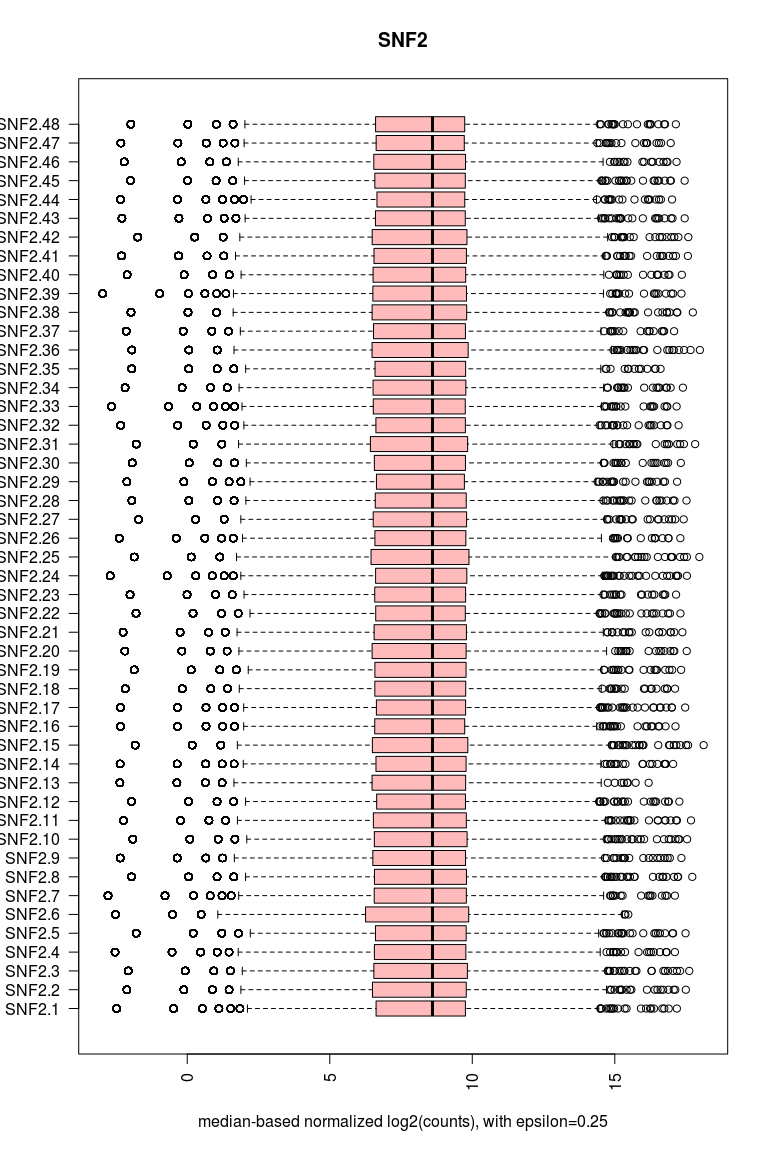 SNF2
SNF2.48
SNF2.47
SNF2.46
SNF2.45
SNF2.44
SNF2.43
SNF2.42
SNF2.41
SNF2.40
SNF2.39
SNF2.38
SNF2.37
SNF2.36
SNF2.35
SNF2.34
SNF2.33
SNF2.32
SNF2.31
SNF2.30
SNF2.29
SNF2.28
SNF2.27
SNF2.26
SNF2.25
SNF2.24
SNF2.23
SNF2.22
SNF2.21
SNF2.20
SNF2.19
SNF2.18
SNF2.17
SNF2.16
SNF2.15
SNF2.14
SNF2.13
SNF2.12
SNF2.11
SNF2.10
SNF2.9
SNF2.8
SNF2.7
SNF2.6
SNF2.5
SNF2.4
SNF2.3
SNF2.2
SNF2.1
0 5 10 15
median-based normalized log2(counts), with epsilon=0.25